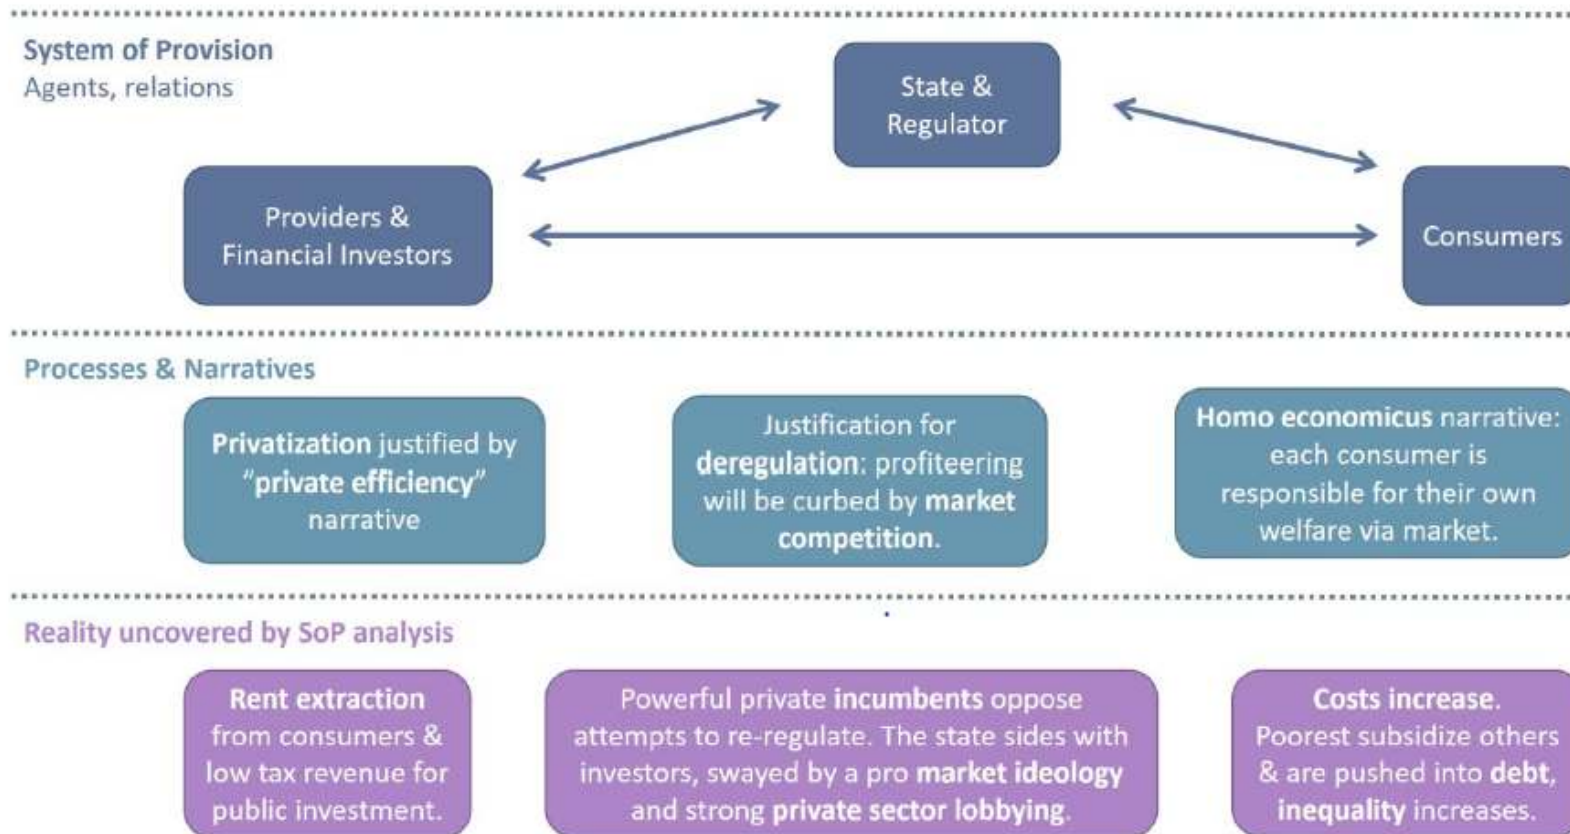 System of Provision
Agents, relations
State &
Regulator
Providers &
Financial Investors
Consumers
Processes & Narratives
Privatization justified by
“private efficiency”
narrative
Justification for
deregulation: profiteering
will be curbed by market
competition.
Homo economicus narrative:
each consumer is
responsible for their own
welfare via market.
Reality uncovered by SoP analysis
Rent extraction
from consumers &
low tax revenue for
public investment.
Powerful private incumbents oppose
attempts to re-regulate. The state sides with
investors, swayed by a pro market ideology
and strong private sector lobbying.
Costs increase.
Poorest subsidize others
& are pushed into debt,
inequality increases.